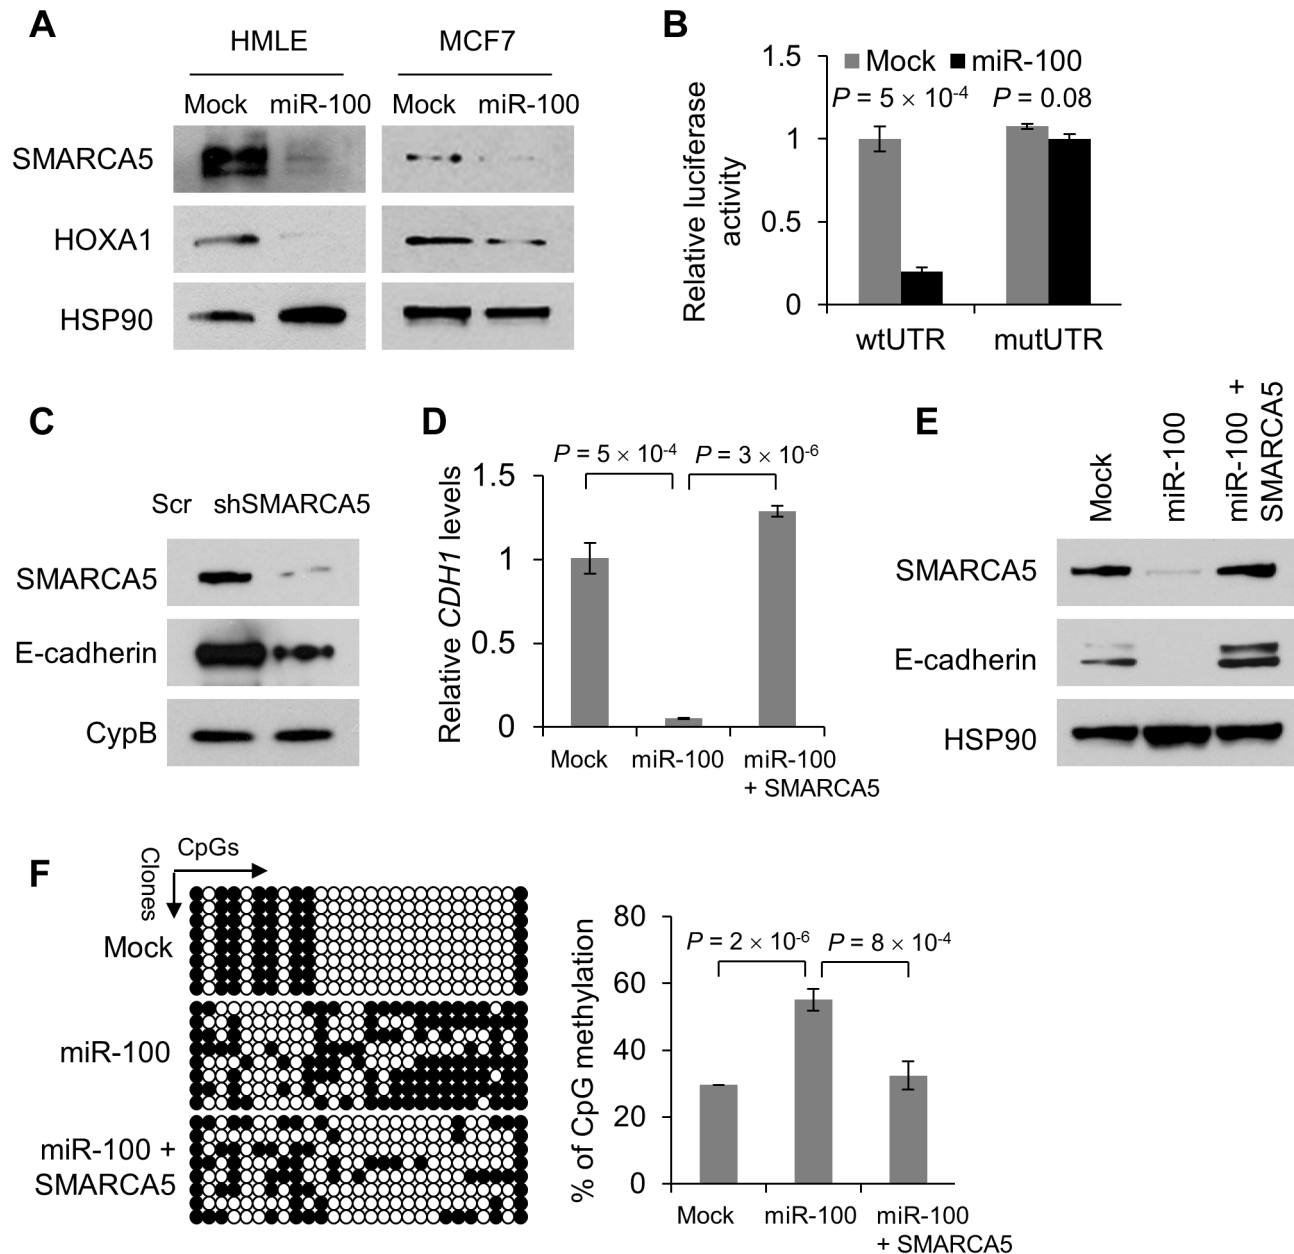 A
HMLE
MCF7
Mock miR-100 Mock miR-100
SMARCA5
HOXA1
HSP90
B
Relative luciferase
activity
1.5
1
0.5
0
Mock miR-100
P = 5 × 10-4
P = 0.08
wtUTR
mutUTR
C
Scr shSMARCA5
SMARCA5
E-cadherin
CypB
D
Relative CDH1 levels
1.5
1
0.5
0
P = 5 × 10-4
P = 3 × 10-6
Mock
miR-100
miR-100
+ SMARCA5
E
Mock
miR-100
miR-100 +
SMARCA5
SMARCA5
E-cadherin
HSP90
F
CpGs
Clones
Mock
miR-100
miR-100 +
SMARCA5
% of CpG methylation
80
60
40
20
0
P = 2 × 10-6
P = 8 × 10-4
Mock
miR-100
miR-100
+ SMARCA5